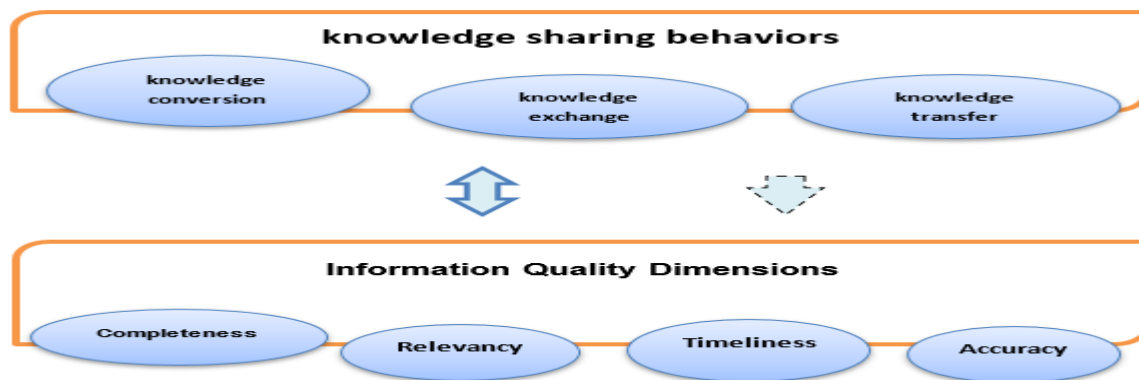 knowledge sharing behaviors
knowledge
conversion
knowledge
exchange
knowledge
transfer
Information Quality Dimensions
Completeness
Relevancy
Timeliness
Accuracy